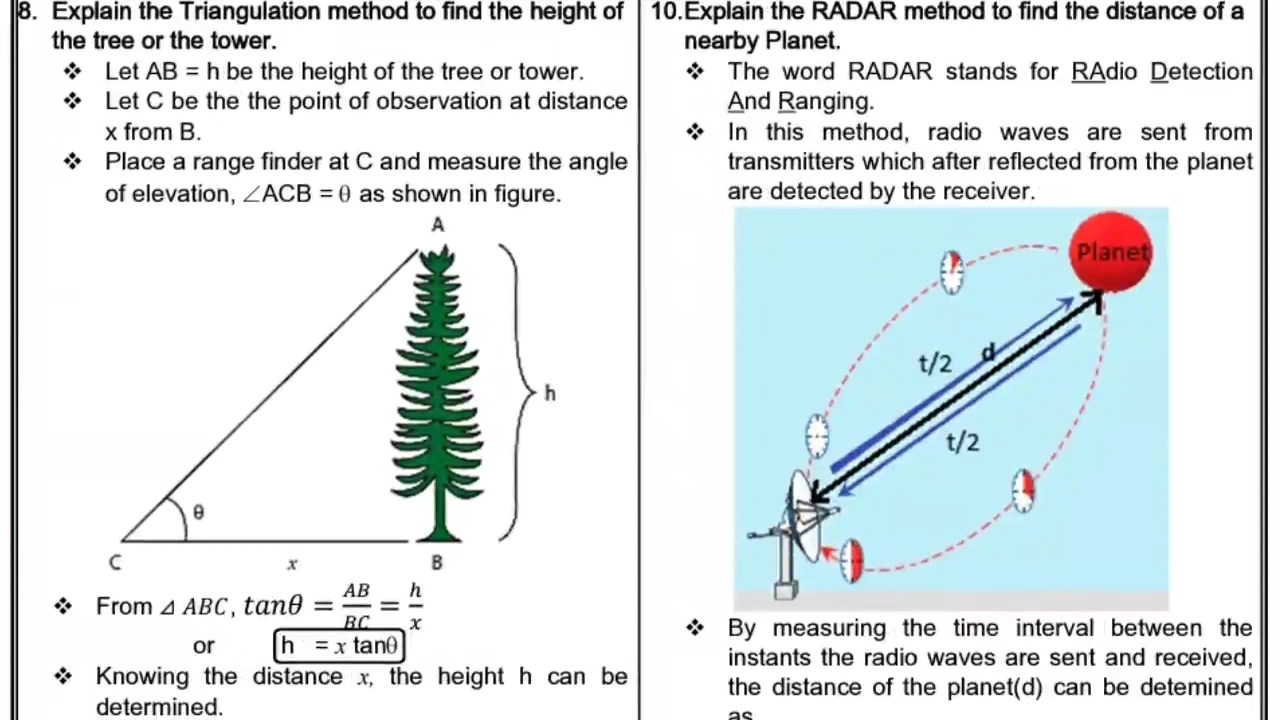 8. Explain the Triangulation method to find the height of
the tree or the tower.
❖ Let AB = h be the height of the tree or tower.
❖ Let C be the the point of observation at distance
x from B.
❖ Place a range finder at C and measure the angle
of elevation, ∠ACB = θ as shown in figure.
A
h
θ
C
x
B
❖ From ⊿ ABC, tanθ = AB/BC = h/x
or h = x tanθ
❖ Knowing the distance x, the height h can be
determined.
10.Explain the RADAR method to find the distance of a
nearby Planet.
❖ The word RADAR stands for RAdio Detection
And Ranging.
❖ In this method, radio waves are sent from
transmitters which after reflected from the planet
are detected by the receiver.
Planet
t/2
d
t/2
❖ By measuring the time interval between the
instants the radio waves are sent and received,
the distance of the planet(d) can be detemined
as